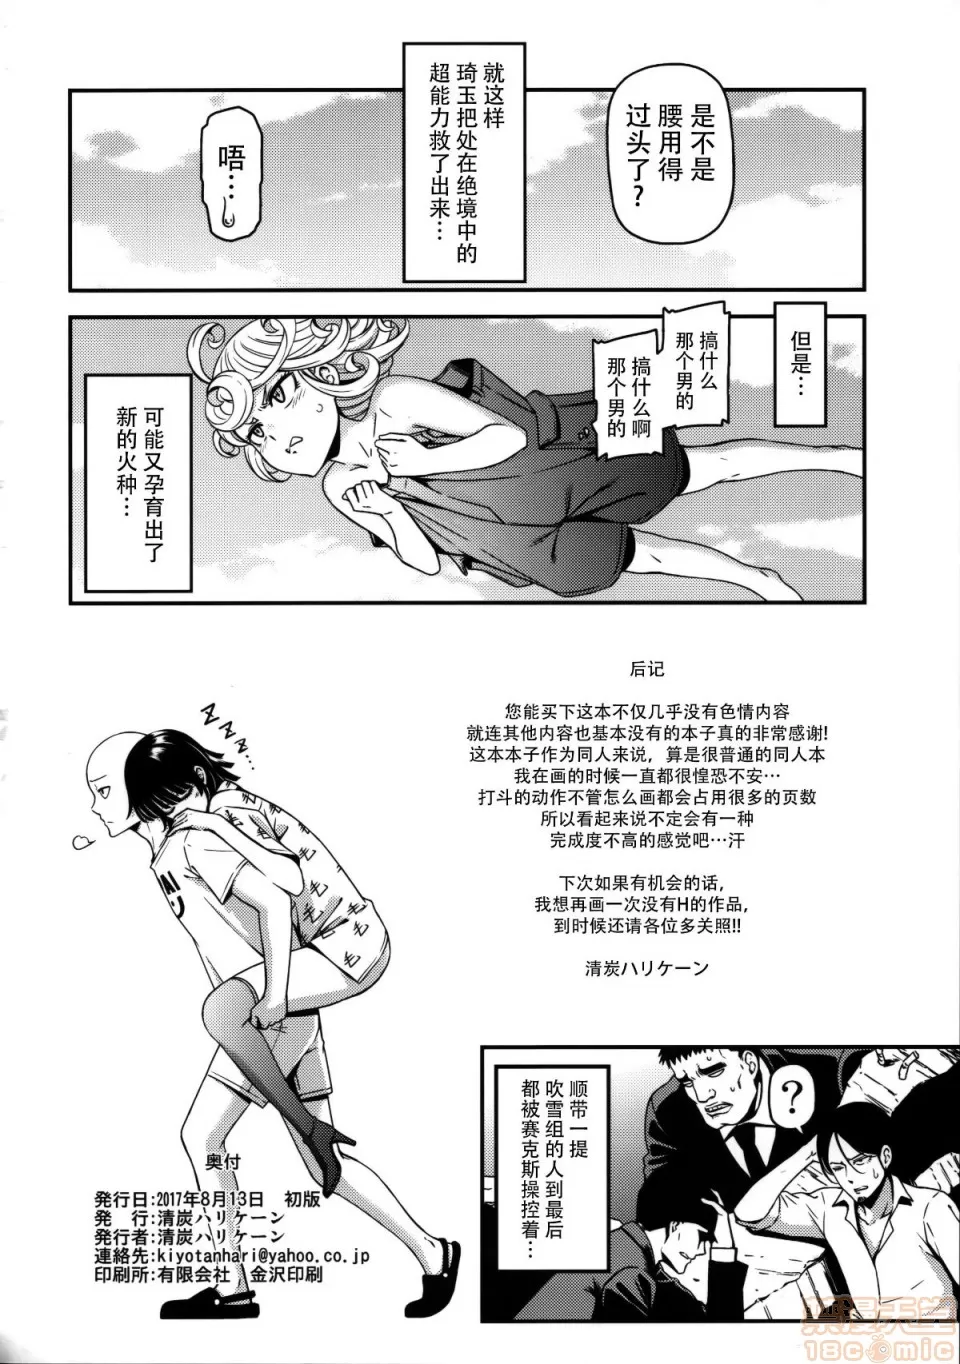 是不是
腰用得
过头了?
就这样
琦玉把处在绝境中的
超能力救了出来…
唔…
但是…
搞什么
那个男的
搞什么啊
那个男的
可能又孕育出了
新的火种…
后记
您能买下这本不仅几乎没有色情内容
就连其他内容也基本没有的本子真的非常感谢!
这本本子作为同人来说，算是很普通的同人本
我在画的时候一直都很惶恐不安…
打斗的动作不管怎么画都会占用很多的页数
所以看起来说不定会有一种
完成度不高的感觉吧…汗
下次如果有机会的话,
我想再画一次没有H的作品,
到时候还请各位多关照!!
清炭ハリケーン
ZZZ...
毛毛毛毛毛毛
奥付
発行日:2017年8月13日　初版
発　行:清炭ハリケーン
発行者:清炭ハリケーン
連絡先:kiyotanhari@yahoo.co.jp
印刷所:有限会社　金沢印刷
顺带一提
吹雪组的人到最后
都被赛克斯操控着…
?
禁漫天堂
18comic